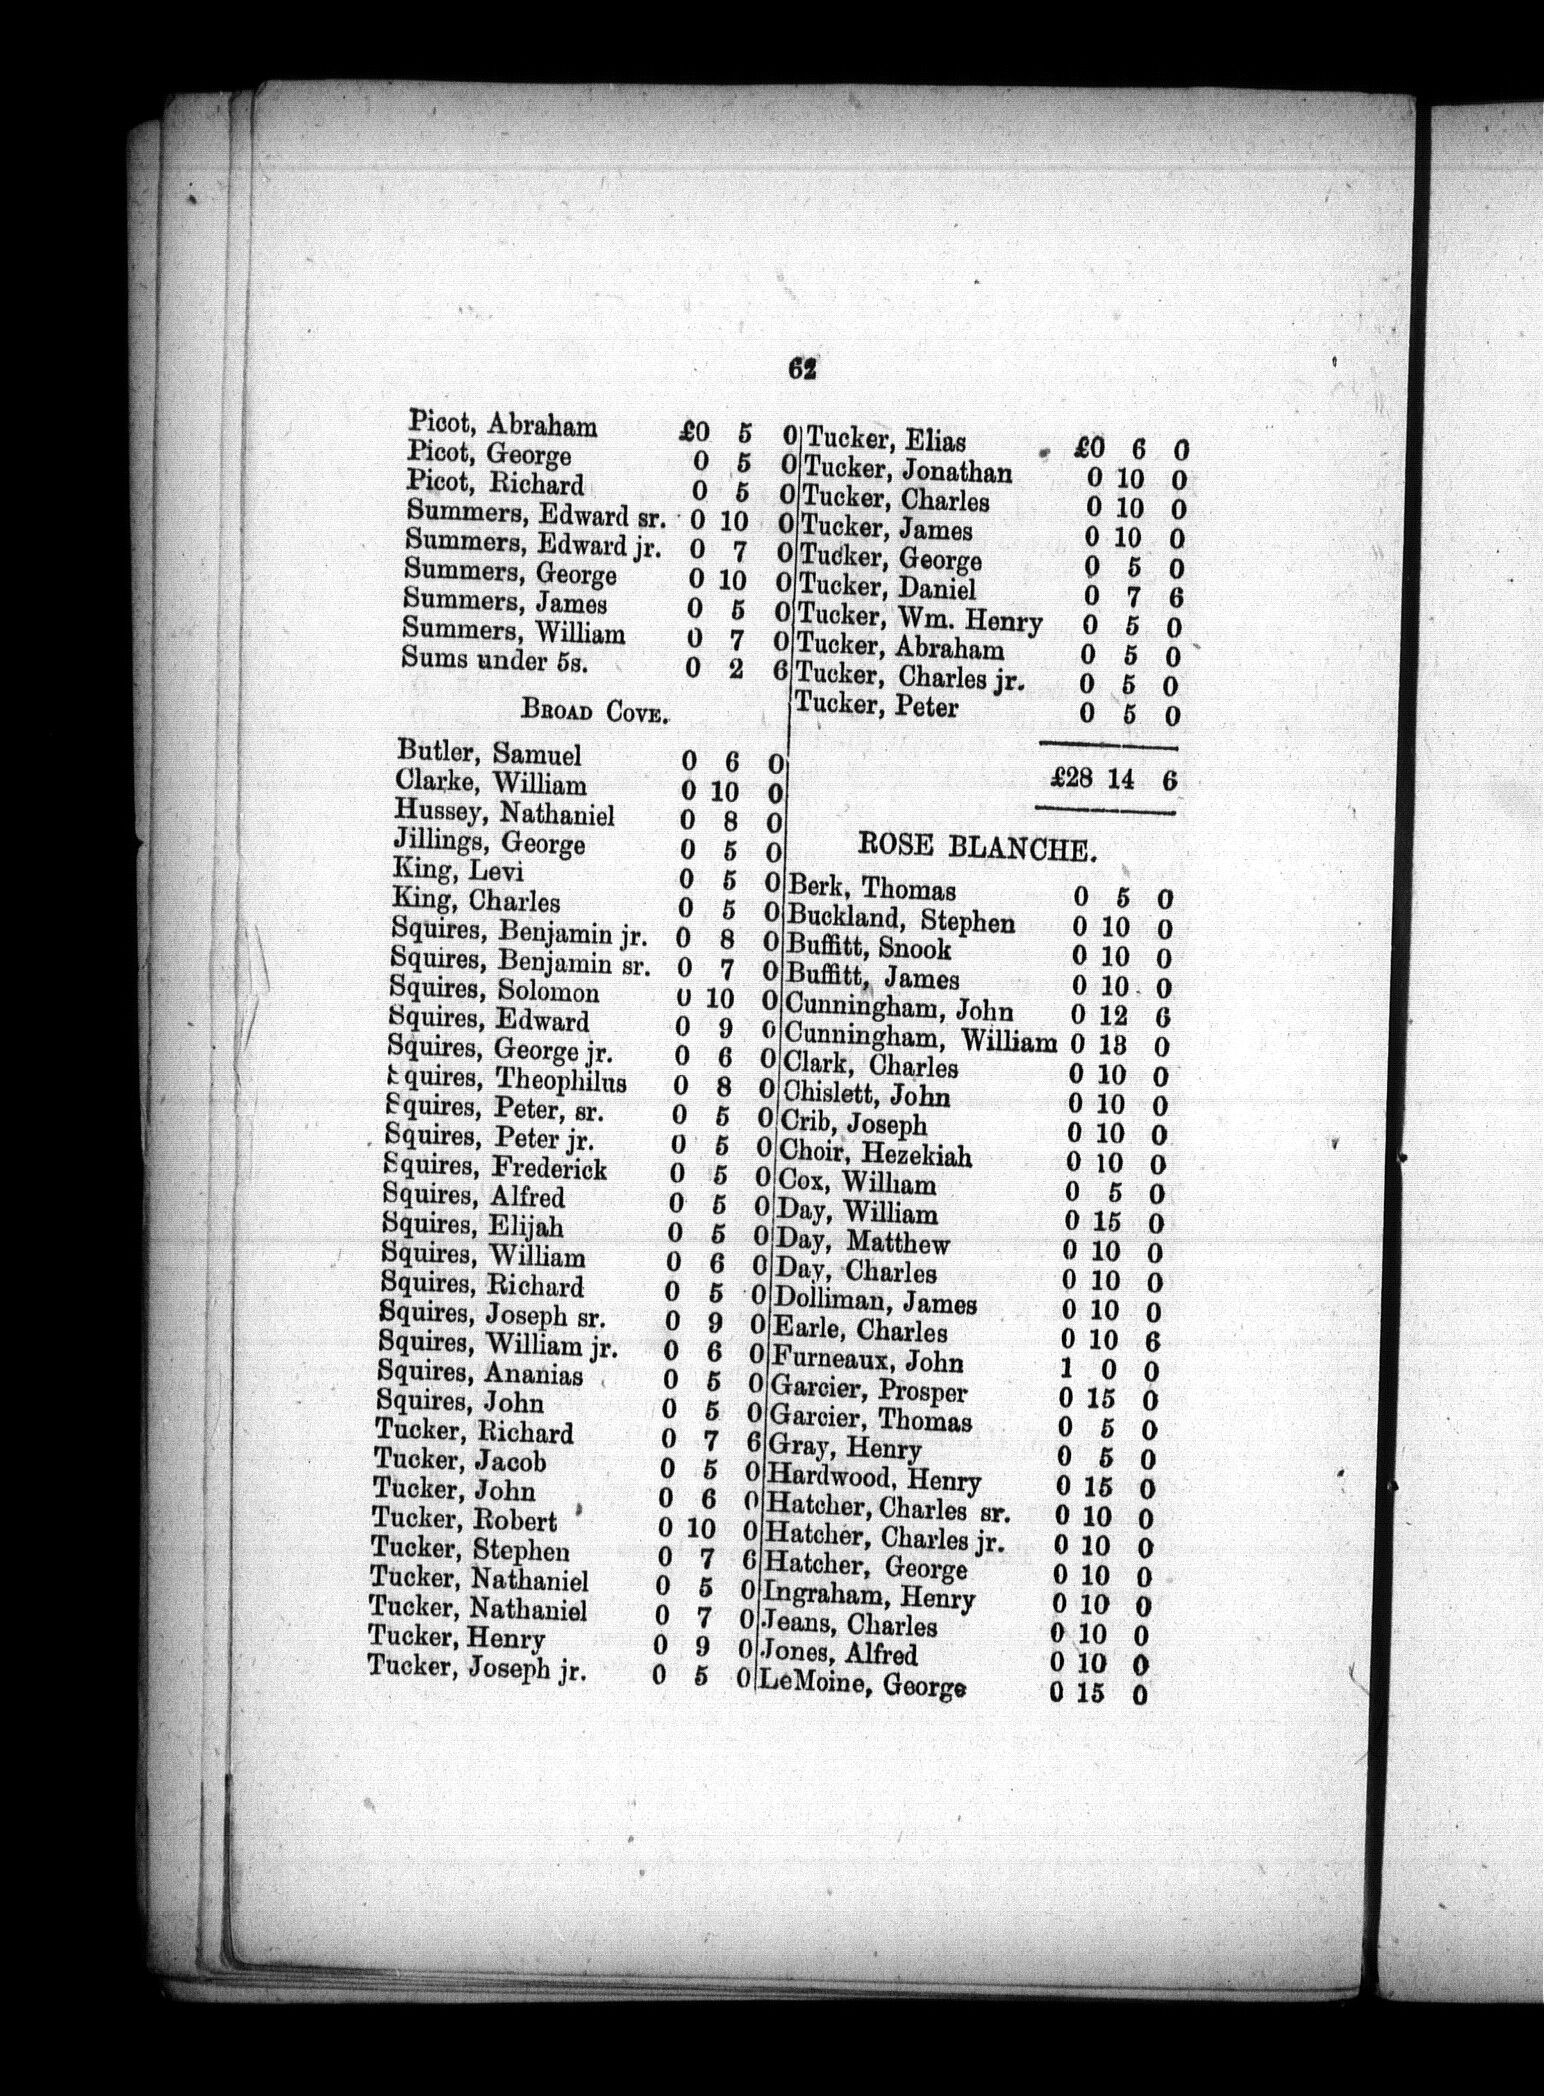 62
Picot, Abraham £0 5 0
Picot, George 0 5 0
Picot, Richard 0 5 0
Summers, Edward sr. 0 10 0
Summers, Edward jr. 0 7 0
Summers, George 0 10 0
Summers, James 0 5 0
Summers, William 0 7 0
Sums under 5s. 0 2 6
BROAD COVE.
Butler, Samuel 0 6 0
Clarke, William 0 10 0
Hussey, Nathaniel 0 8 0
Jillings, George 0 5 0
King, Levi 0 5 0
King, Charles 0 5 0
Squires, Benjamin jr. 0 8 0
Squires, Benjamin sr. 0 7 0
Squires, Solomon 0 10 0
Squires, Edward 0 9 0
Squires, George jr. 0 6 0
Squires, Theophilus 0 8 0
Squires, Peter, sr. 0 5 0
Squires, Peter jr. 0 5 0
Squires, Frederick 0 5 0
Squires, Alfred 0 5 0
Squires, Elijah 0 5 0
Squires, William 0 6 0
Squires, Richard 0 5 0
Squires, Joseph sr. 0 9 0
Squires, William jr. 0 6 0
Squires, Ananias 0 5 0
Squires, John 0 5 0
Tucker, Richard 0 7 6
Tucker, Jacob 0 5 0
Tucker, John 0 6 0
Tucker, Robert 0 10 0
Tucker, Stephen 0 7 6
Tucker, Nathaniel 0 5 0
Tucker, Nathaniel 0 7 0
Tucker, Henry 0 9 0
Tucker, Joseph jr. 0 5 0
Tucker, Elias £0 6 0
Tucker, Jonathan 0 10 0
Tucker, Charles 0 10 0
Tucker, James 0 10 0
Tucker, George 0 5 0
Tucker, Daniel 0 7 6
Tucker, Wm. Henry 0 5 0
Tucker, Abraham 0 5 0
Tucker, Charles jr. 0 5 0
Tucker, Peter 0 5 0
£28 14 6
ROSE BLANCHE.
Berk, Thomas 0 5 0
Buckland, Stephen 0 10 0
Buffitt, Snook 0 10 0
Buffitt, James 0 10 0
Cunningham, John 0 12 6
Cunningham, William 0 13 0
Clark, Charles 0 10 0
Chislett, John 0 10 0
Crib, Joseph 0 10 0
Choir, Hezekiah 0 10 0
Cox, William 0 5 0
Day, William 0 15 0
Day, Matthew 0 10 0
Day, Charles 0 10 0
Dolliman, James 0 10 0
Earle, Charles 0 10 6
Furneaux, John 1 0 0
Garcier, Prosper 0 15 0
Garcier, Thomas 0 5 0
Gray, Henry 0 5 0
Hardwood, Henry 0 15 0
Hatcher, Charles sr. 0 10 0
Hatcher, Charles jr. 0 10 0
Hatcher, George 0 10 0
Ingraham, Henry 0 10 0
Jeans, Charles 0 10 0
Jones, Alfred 0 10 0
LeMoine, George 0 15 0